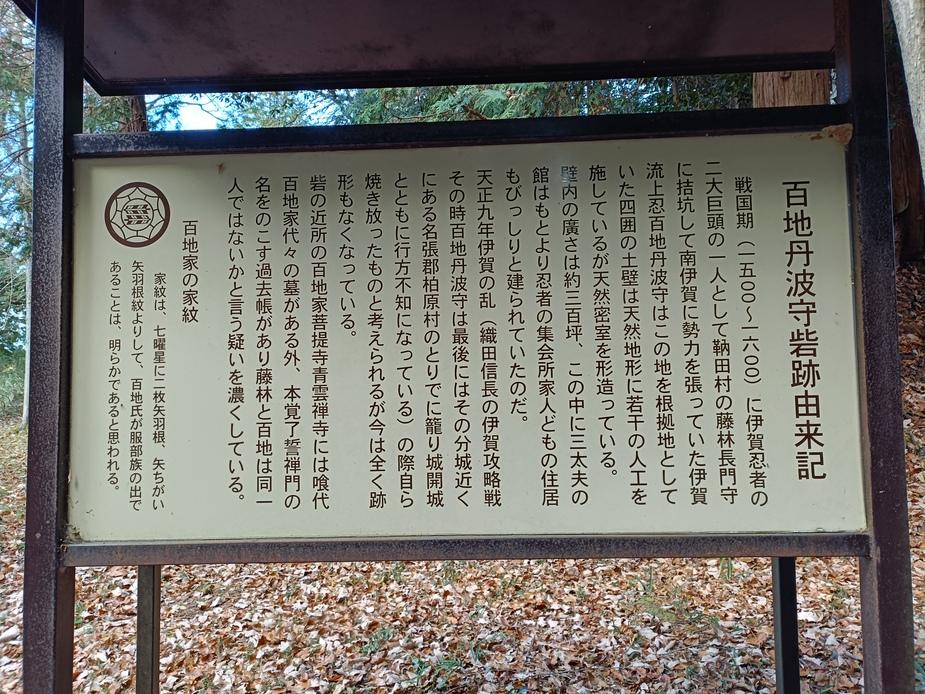 百地丹波守砦跡由来記
戦国期（一五００～一六００）に伊賀忍者の
二大巨頭の一人として鞆田村の藤林長門守
に拮坑して南伊賀に勢力を張っていた伊賀
流上忍百地丹波守はこの地を根拠地として
いた四囲の土壁は天然地形に若干の人工を
施しているが天然密室を形造っている。
壁内の廣さは約三百坪、この中に三太夫の
館はもとより忍者の集会所家人どもの住居
もびっしりと建られていたのだ。
天正九年伊賀の乱（織田信長の伊賀攻略戦
その時百地丹波守は最後にはその分城近く
にある名張郡柏原村のとりでに籠り城開城
とともに行方不知になっている）の際自ら
焼き放ったものと考えられるが今は全く跡
形もなくなっている。
砦の近所の百地家菩提寺青雲禅寺には喰代
百地家代々の墓がある外、本覚了誓禅門の
名をのこす過去帳があり藤林と百地は同一
人ではないかと言う疑いを濃くしている。
百地家の家紋
家紋は、七曜星に二枚矢羽根、矢ちがい
矢羽根紋よりして、百地氏が服部族の出で
あることは、明らかであると思われる。